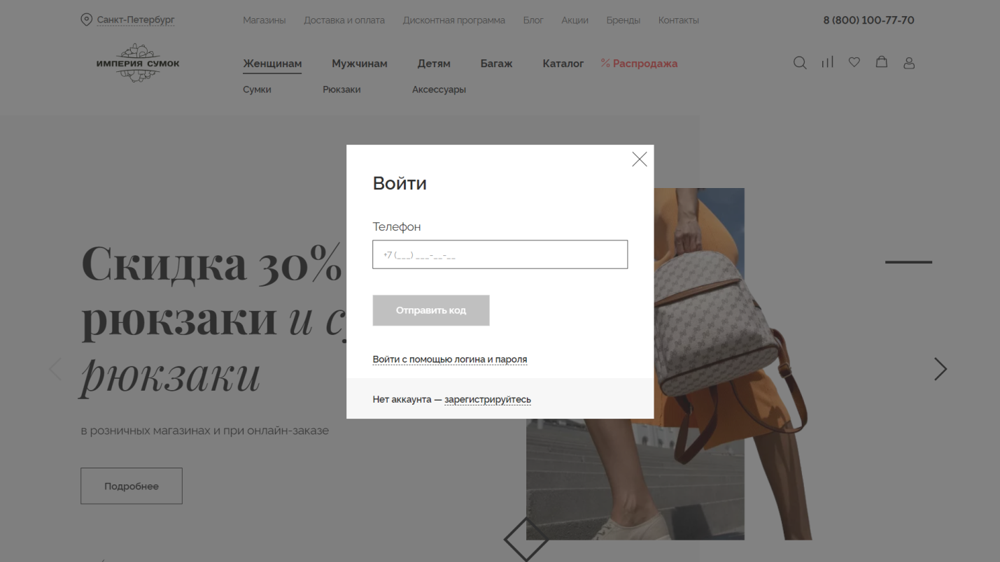 Санкт-Петербург
Магазины Доставка и оплата Дисконтная программа Блог Акции Бренды Контакты
8 (800) 100-77-70
ИМПЕРИЯ СУМОК
Женщинам Мужчинам Детям Багаж Каталог % Распродажа
Сумки Рюкзаки Аксессуары
Войти
Телефон
+7 (___) ___-__-__
Отправить код
Войти с помощью логина и пароля
Нет аккаунта — зарегистрируйтесь
Скидка 30%
рюкзаки и
рюкзаки
в розничных магазинах и при онлайн-заказе
Подробнее